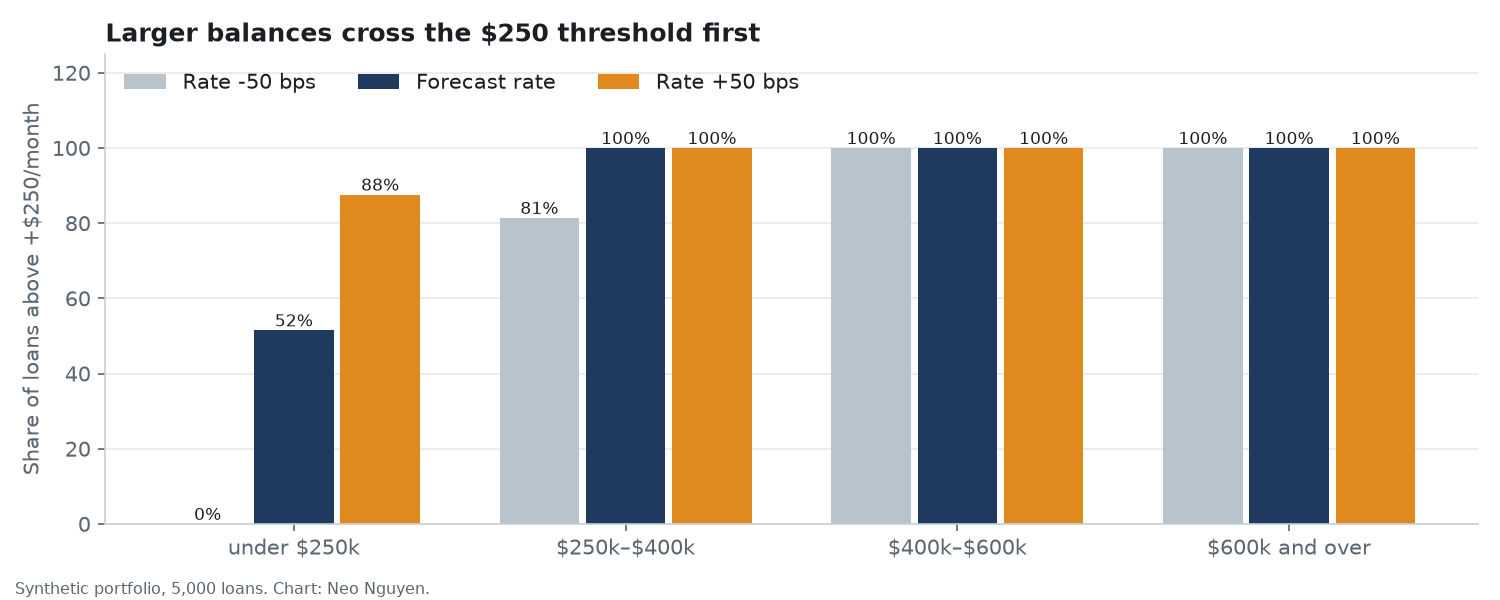 Larger balances cross the $250 threshold first
Rate -50 bps
Forecast rate
Rate +50 bps
Share of loans above +$250/month
120
100
80
60
40
20
0
0%
52%
88%
81%
100%
100%
100%
100%
100%
100%
100%
100%
under $250k
$250k–$400k
$400k–$600k
$600k and over
Synthetic portfolio, 5,000 loans. Chart: Neo Nguyen.